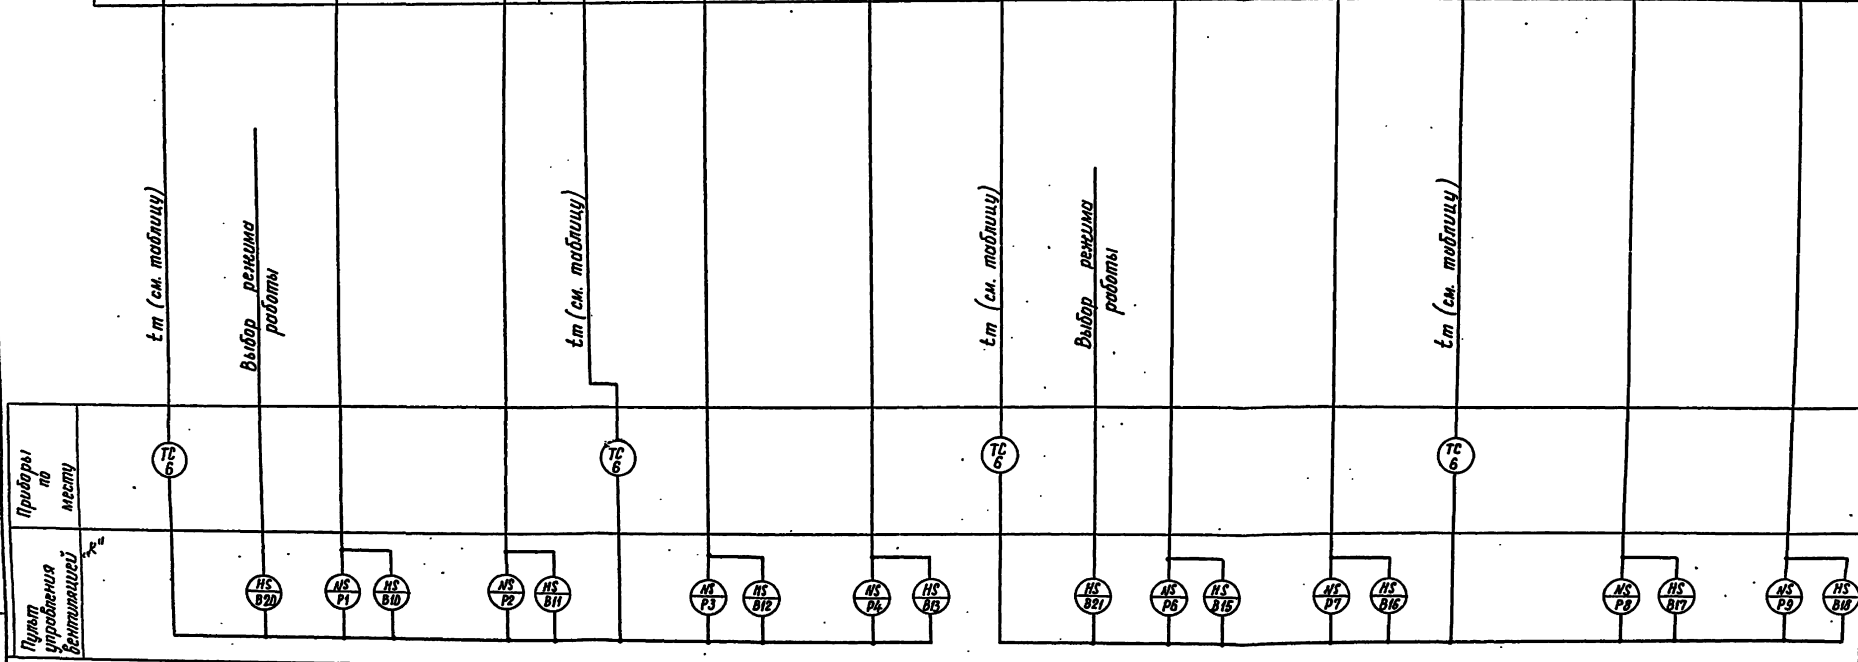 tm (см. таблицу)
Выбор режима
работы
tm (см. таблицу)
tm (см. таблицу)
Выбор режима
работы
tm (см. таблицу)
Приборы
по
месту
TC
6
TC
6
TC
6
TC
6
Пульт
управления
вентиляцией
HS
B20
NS
P1
HS
B10
NS
P2
HS
B11
NS
P3
HS
B12
NS
P4
HS
B13
HS
B21
NS
P6
HS
B15
NS
P7
HS
B16
NS
P8
HS
B17
NS
P9
HS
B18